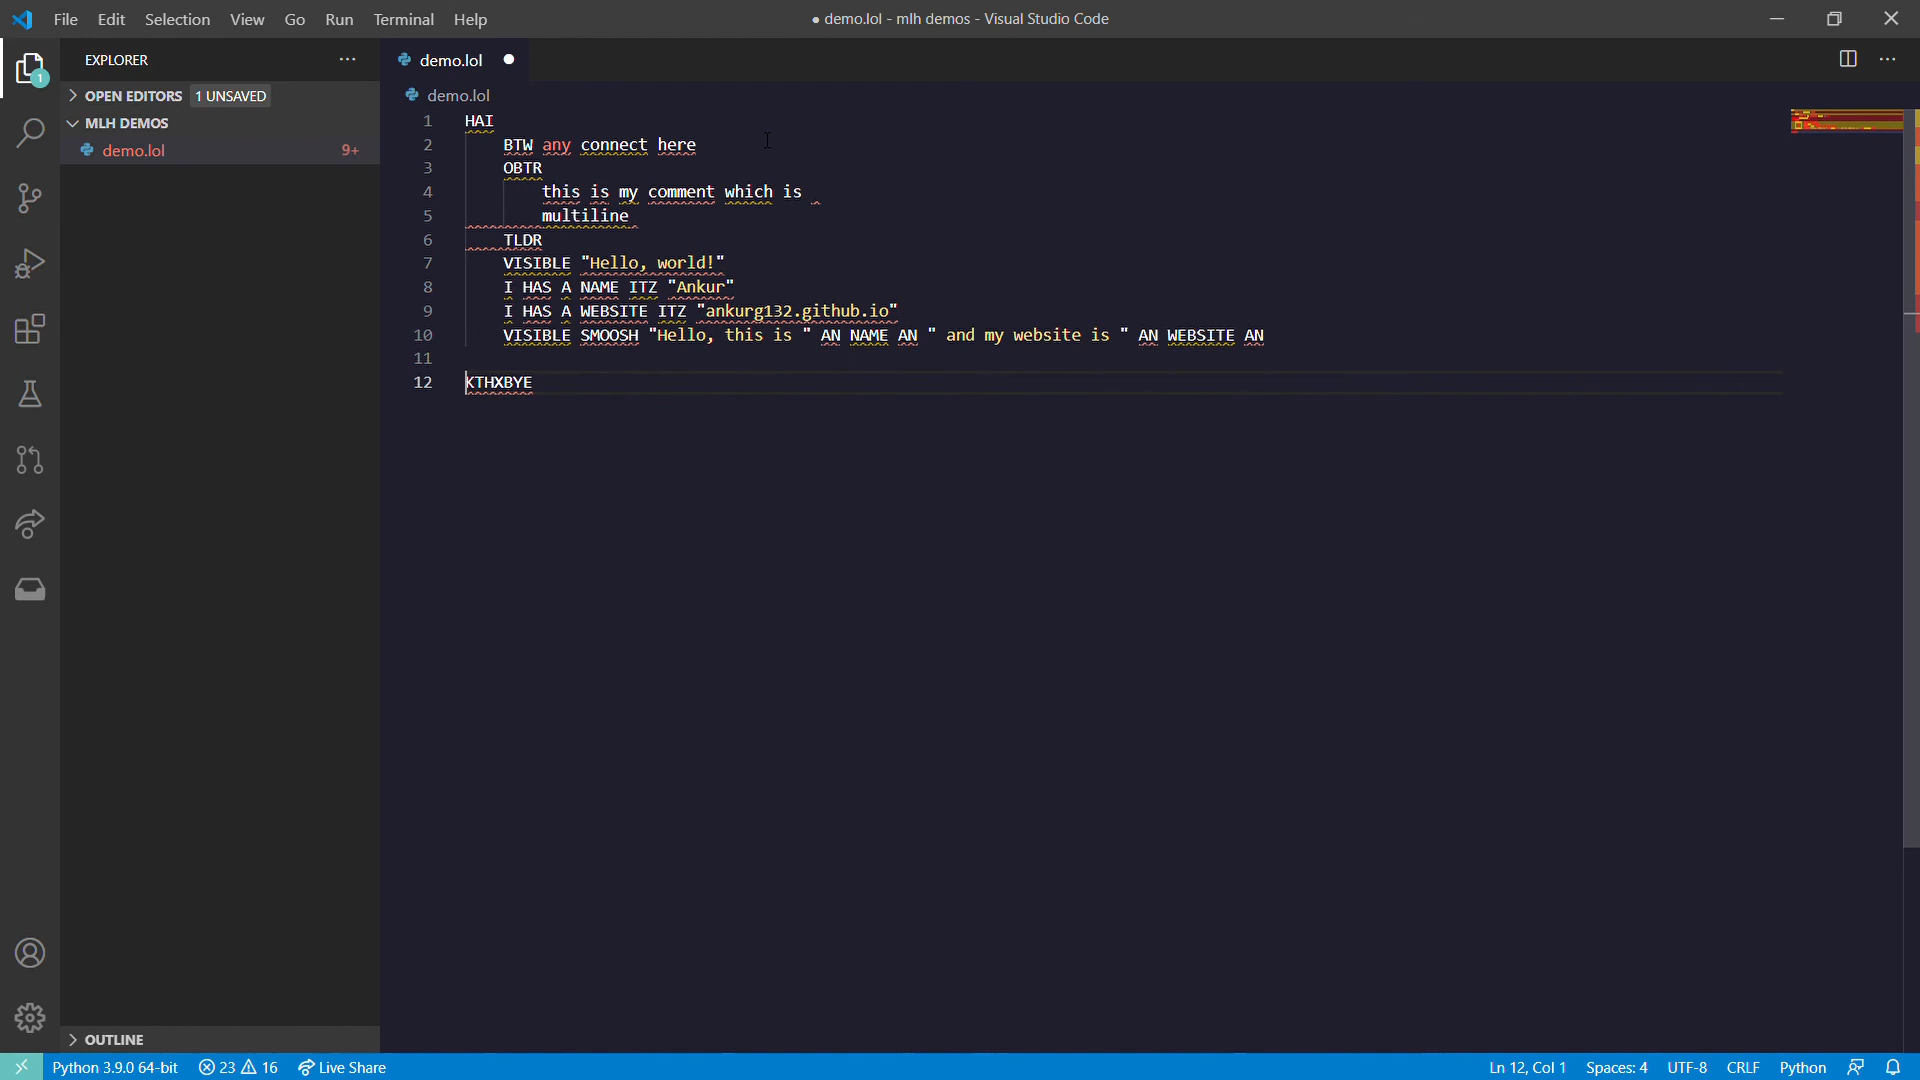 File Edit Selection View Go Run Terminal Help
● demo.lol - mlh demos - Visual Studio Code
EXPLORER
1
OPEN EDITORS 1 UNSAVED
MLH DEMOS
demo.lol 9+
OUTLINE
demo.lol
demo.lol
1 HAI
2 BTW any connect here
3 OBTR
4 this is my comment which is
5 multiline
6 TLDR
7 VISIBLE "Hello, world!"
8 I HAS A NAME ITZ "Ankur"
9 I HAS A WEBSITE ITZ "ankurg132.github.io"
10 VISIBLE SMOOSH "Hello, this is " AN NAME AN " and my website is " AN WEBSITE AN
11
12 KTHXBYE
Python 3.9.0 64-bit 23 16 Live Share Ln 12, Col 1 Spaces: 4 UTF-8 CRLF Python